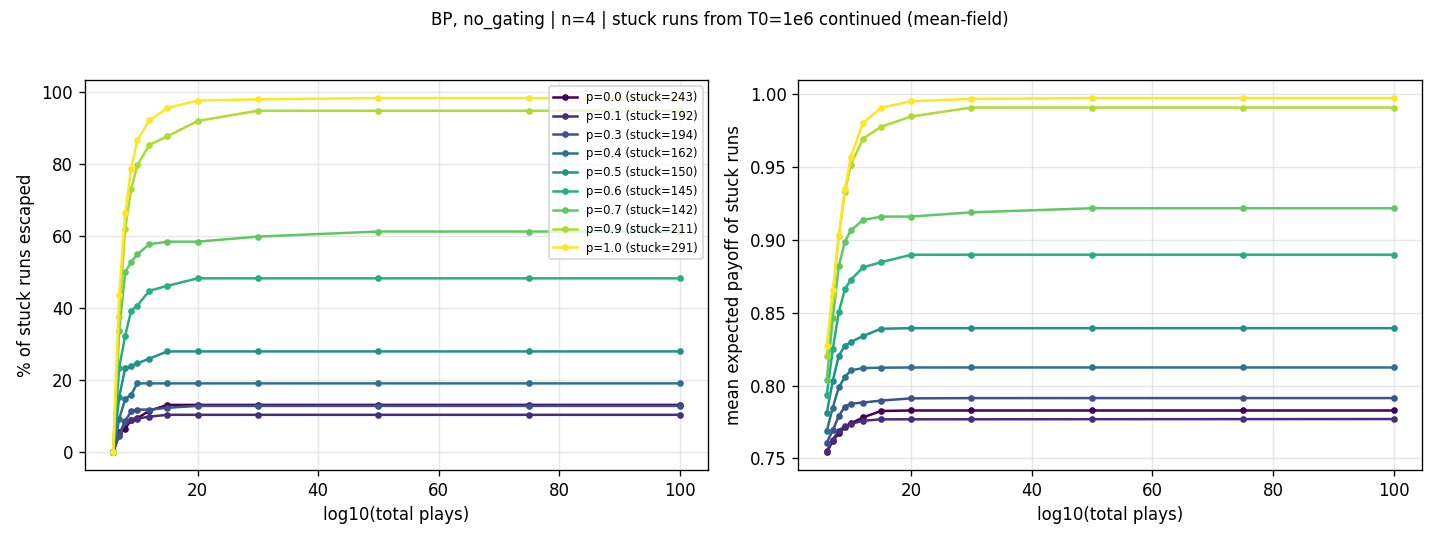 BP, no_gating | n=4 | stuck runs from T0=1e6 continued (mean-field)
% of stuck runs escaped
100
80
60
40
20
0
20
40
60
80
100
log10(total plays)
p=0.0 (stuck=243)
p=0.1 (stuck=192)
p=0.3 (stuck=194)
p=0.4 (stuck=162)
p=0.5 (stuck=150)
p=0.6 (stuck=145)
p=0.7 (stuck=142)
p=0.9 (stuck=211)
p=1.0 (stuck=291)
mean expected payoff of stuck runs
1.00
0.95
0.90
0.85
0.80
0.75
20
40
60
80
100
log10(total plays)